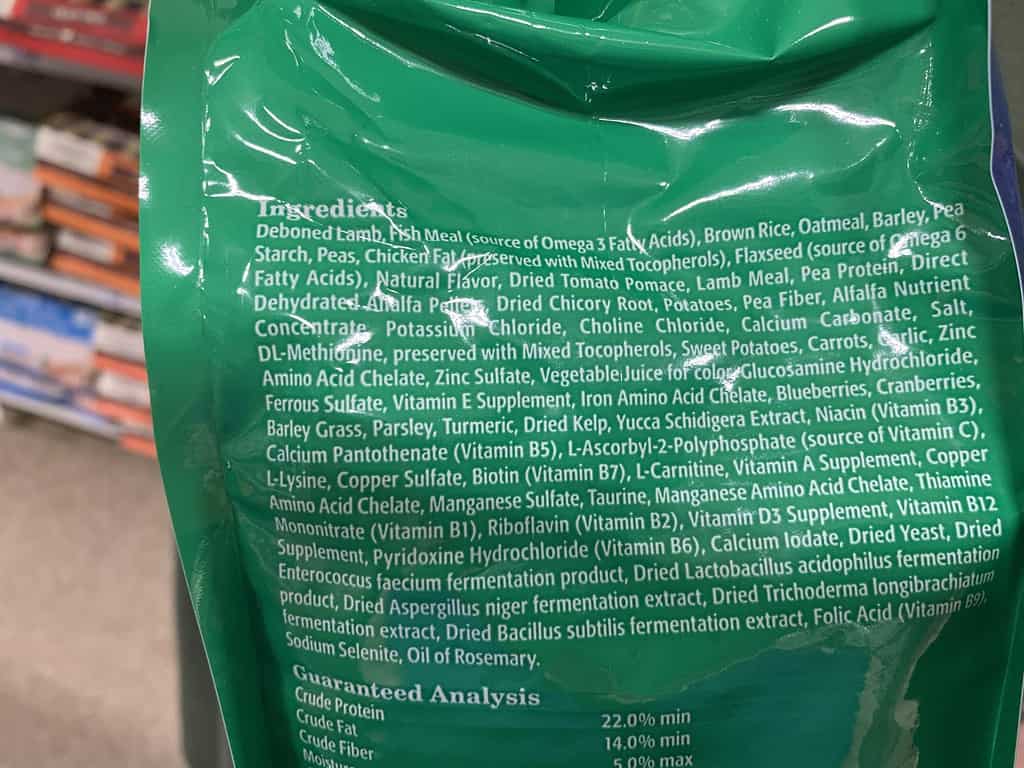 Ingredients
Deboned Lamb, Fish Meal (source of Omega 3 Fatty Acids), Brown Rice, Oatmeal, Barley, Pea
Starch, Peas, Chicken Fat (preserved with Mixed Tocopherols), Flaxseed (source of Omega 6
Fatty Acids), Natural Flavor, Dried Tomato Pomace, Lamb Meal, Pea Protein, Direct
Dehydrated Alfalfa Pellets, Dried Chicory Root, Potatoes, Pea Fiber, Alfalfa Nutrient
Concentrate, Potassium Chloride, Choline Chloride, Calcium Carbonate, Salt,
DL-Methionine, preserved with Mixed Tocopherols, Sweet Potatoes, Carrots, Garlic, Zinc
Amino Acid Chelate, Zinc Sulfate, Vegetable Juice for color, Glucosamine Hydrochloride,
Ferrous Sulfate, Vitamin E Supplement, Iron Amino Acid Chelate, Blueberries, Cranberries,
Barley Grass, Parsley, Turmeric, Dried Kelp, Yucca Schidigera Extract, Niacin (Vitamin B3),
Calcium Pantothenate (Vitamin B5), L-Ascorbyl-2-Polyphosphate (source of Vitamin C),
L-Lysine, Copper Sulfate, Biotin (Vitamin B7), L-Carnitine, Vitamin A Supplement, Copper
Amino Acid Chelate, Manganese Sulfate, Taurine, Manganese Amino Acid Chelate, Thiamine
Mononitrate (Vitamin B1), Riboflavin (Vitamin B2), Vitamin D3 Supplement, Vitamin B12
Supplement, Pyridoxine Hydrochloride (Vitamin B6), Calcium Iodate, Dried Yeast, Dried
Enterococcus faecium fermentation product, Dried Lactobacillus acidophilus fermentation
product, Dried Aspergillus niger fermentation extract, Dried Trichoderma longibrachiatum
fermentation extract, Dried Bacillus subtilis fermentation extract, Folic Acid (Vitamin B9),
Sodium Selenite, Oil of Rosemary.
Guaranteed Analysis
Crude Protein 22.0% min
Crude Fat 14.0% min
Crude Fiber 5.0% max